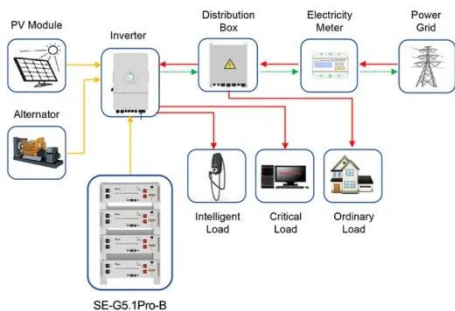 PV Module
Inverter
Distribution
Box
Electricity
Meter
Power
Grid
Alternator
Intelligent
Load
Critical
Load
Ordinary
Load
SE-G5.1Pro-B